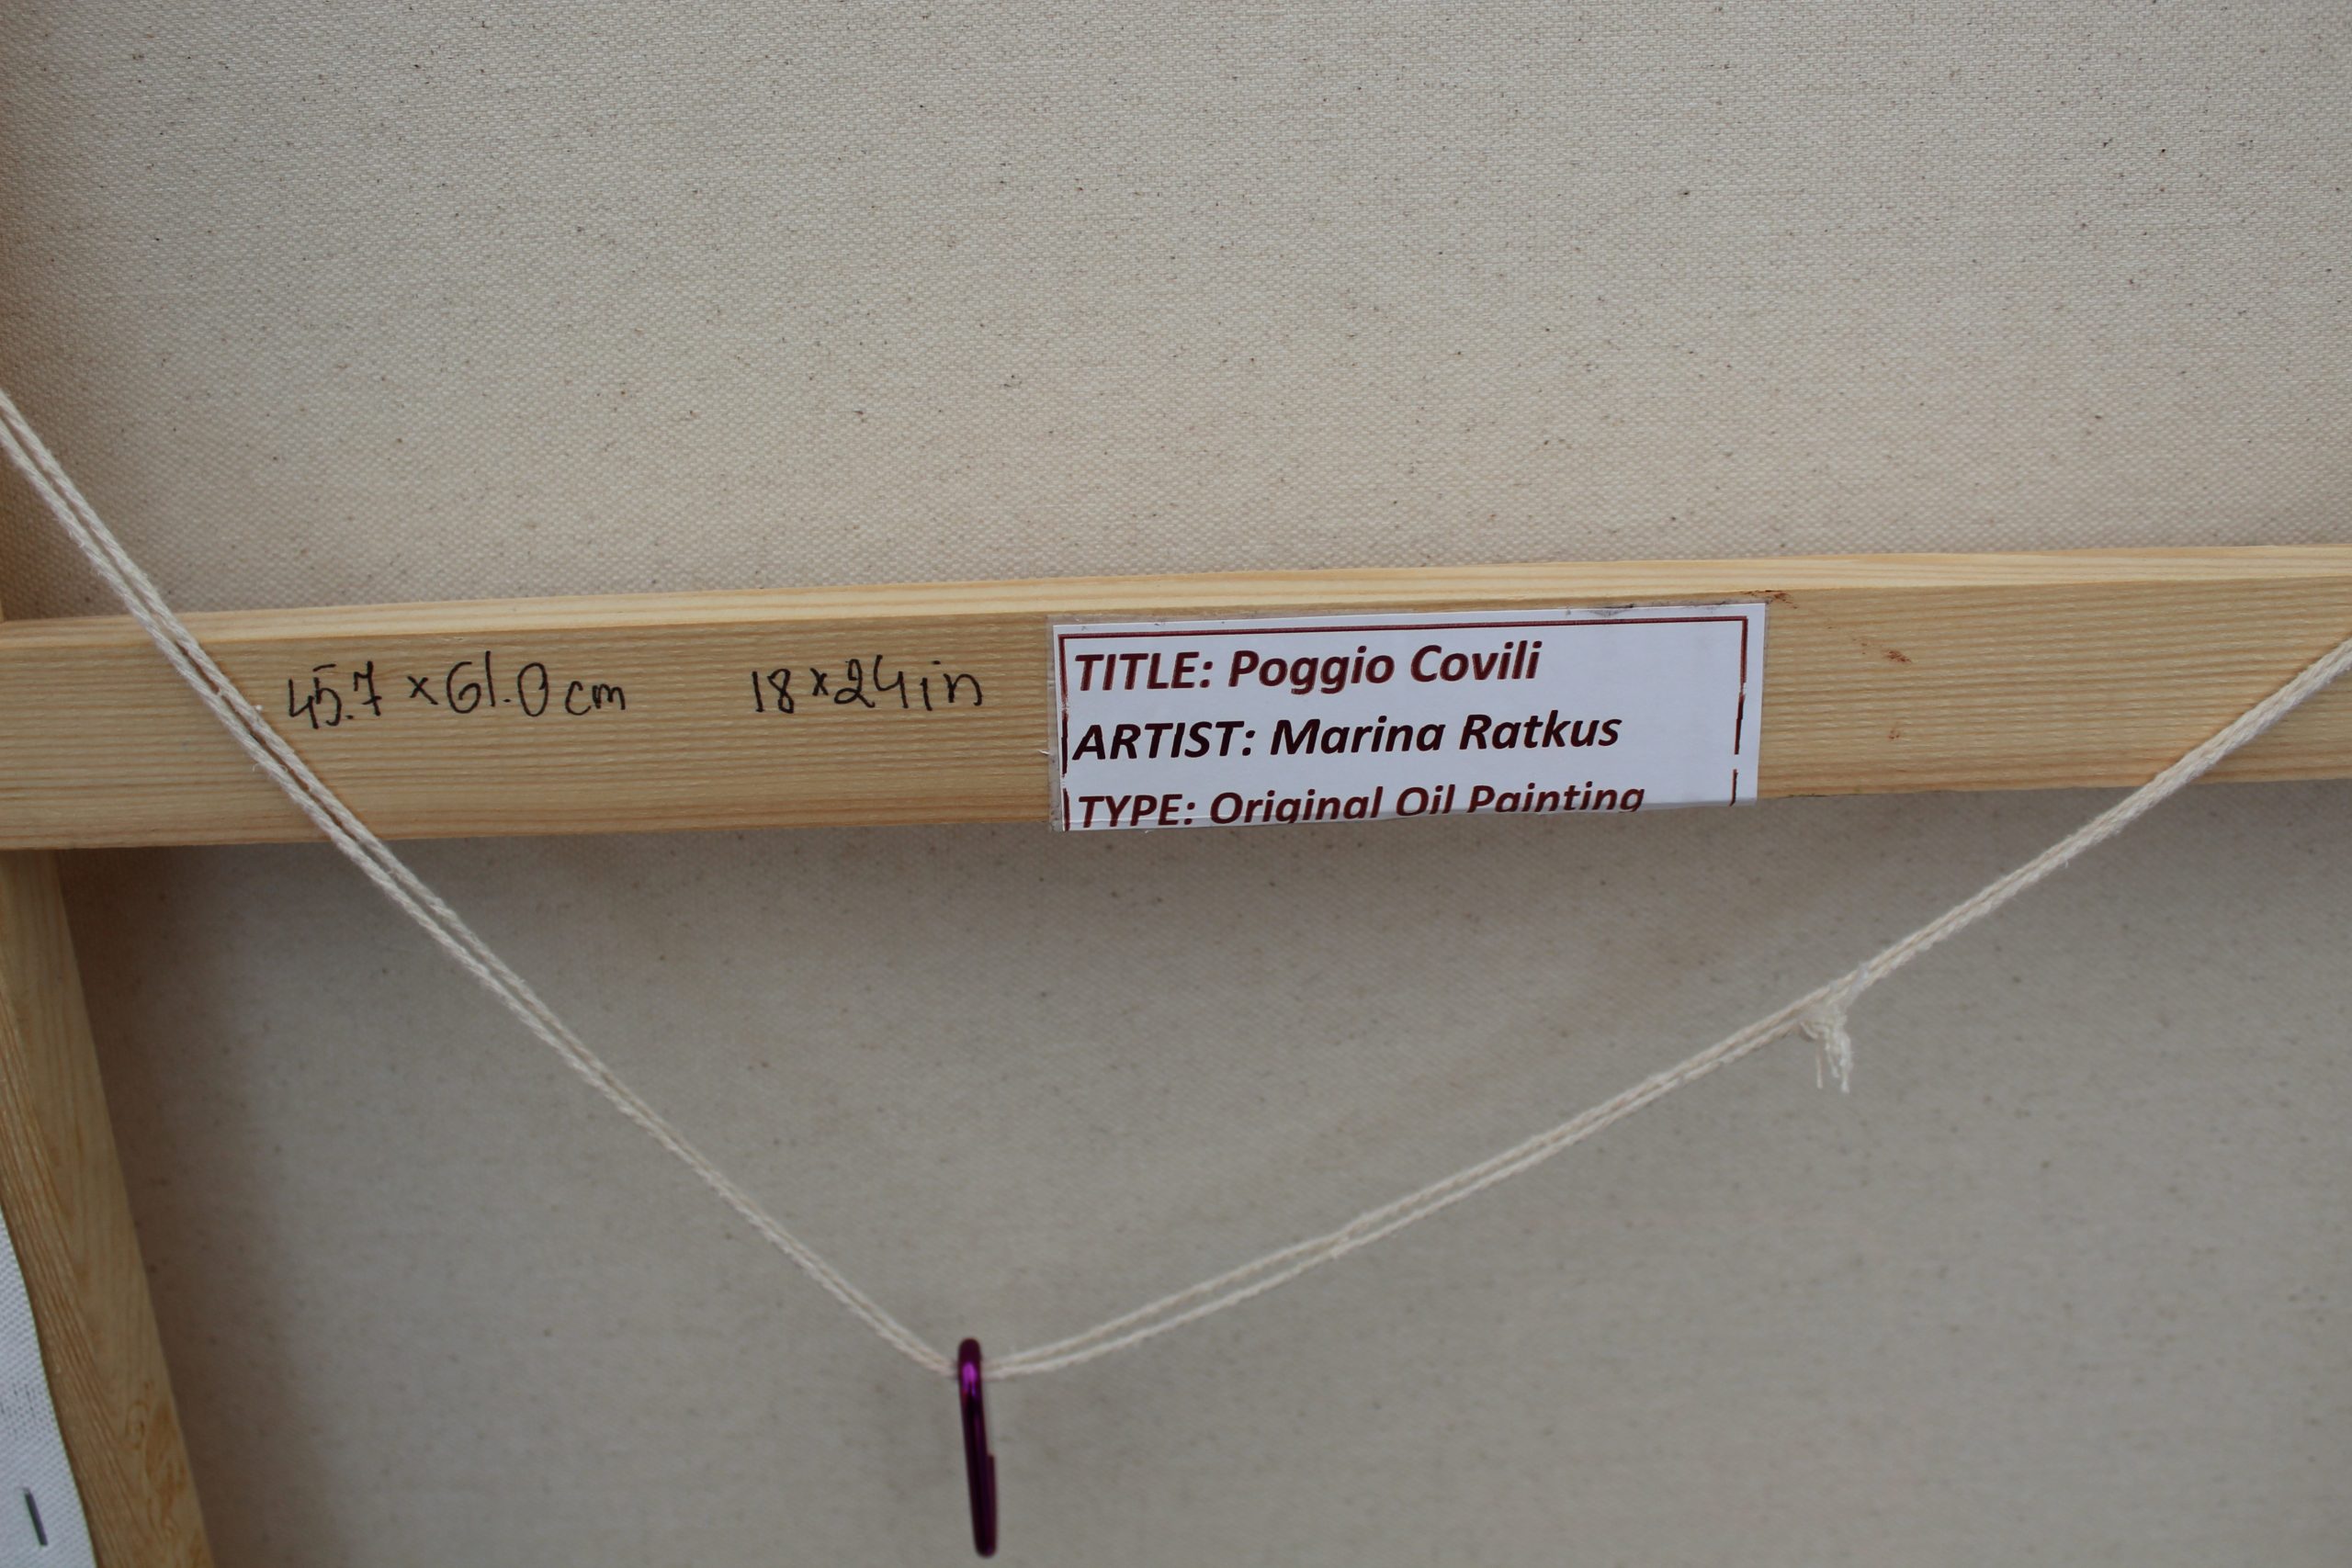 45.7 x 61.0 cm 18 x 24 in
TITLE: Poggio Covili
ARTIST: Marina Ratkus
TYPE: Original Oil Painting